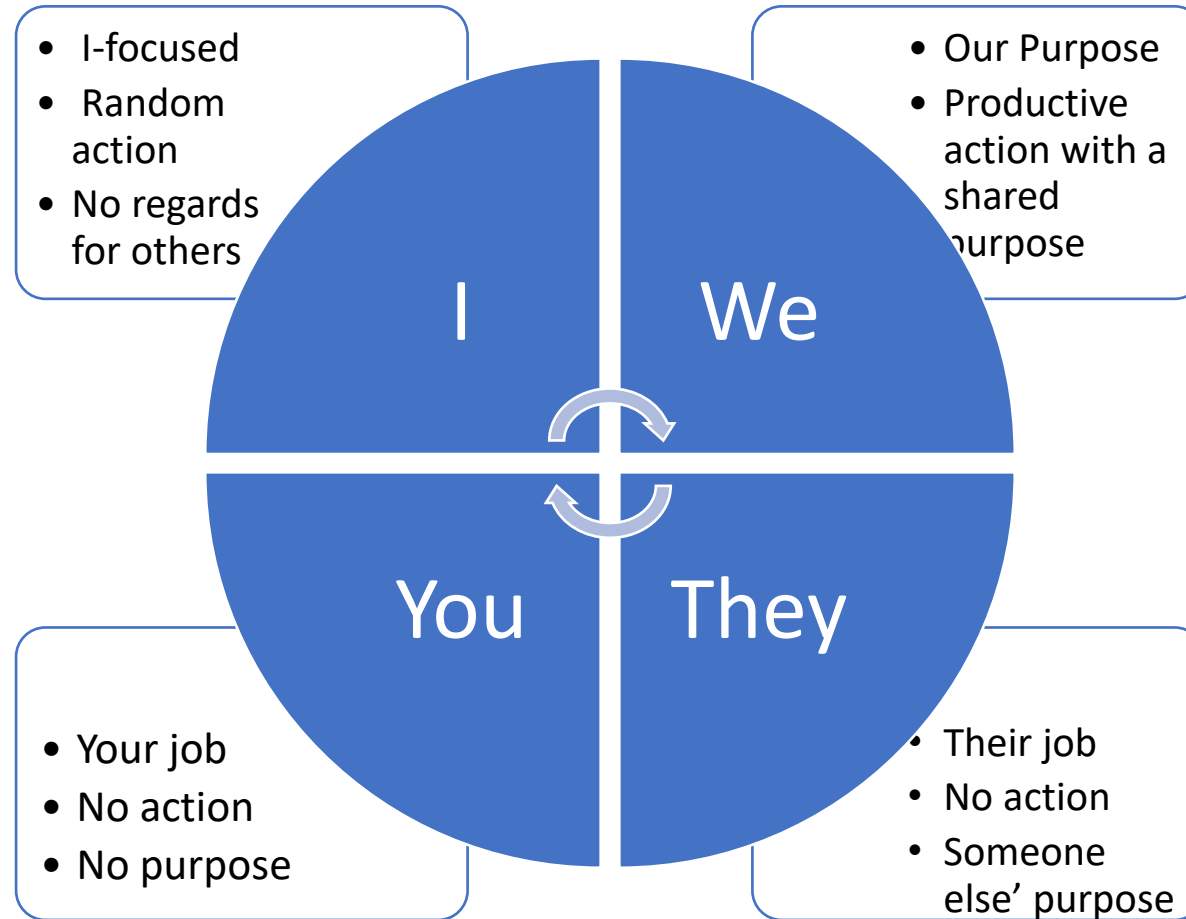 • I-focused
• Random
action
• No regards
for others
• Our Purpose
• Productive
action with a
shared
purpose
I
We
You
They
• Your job
• No action
• No purpose
• Their job
• No action
• Someone
else' purpose